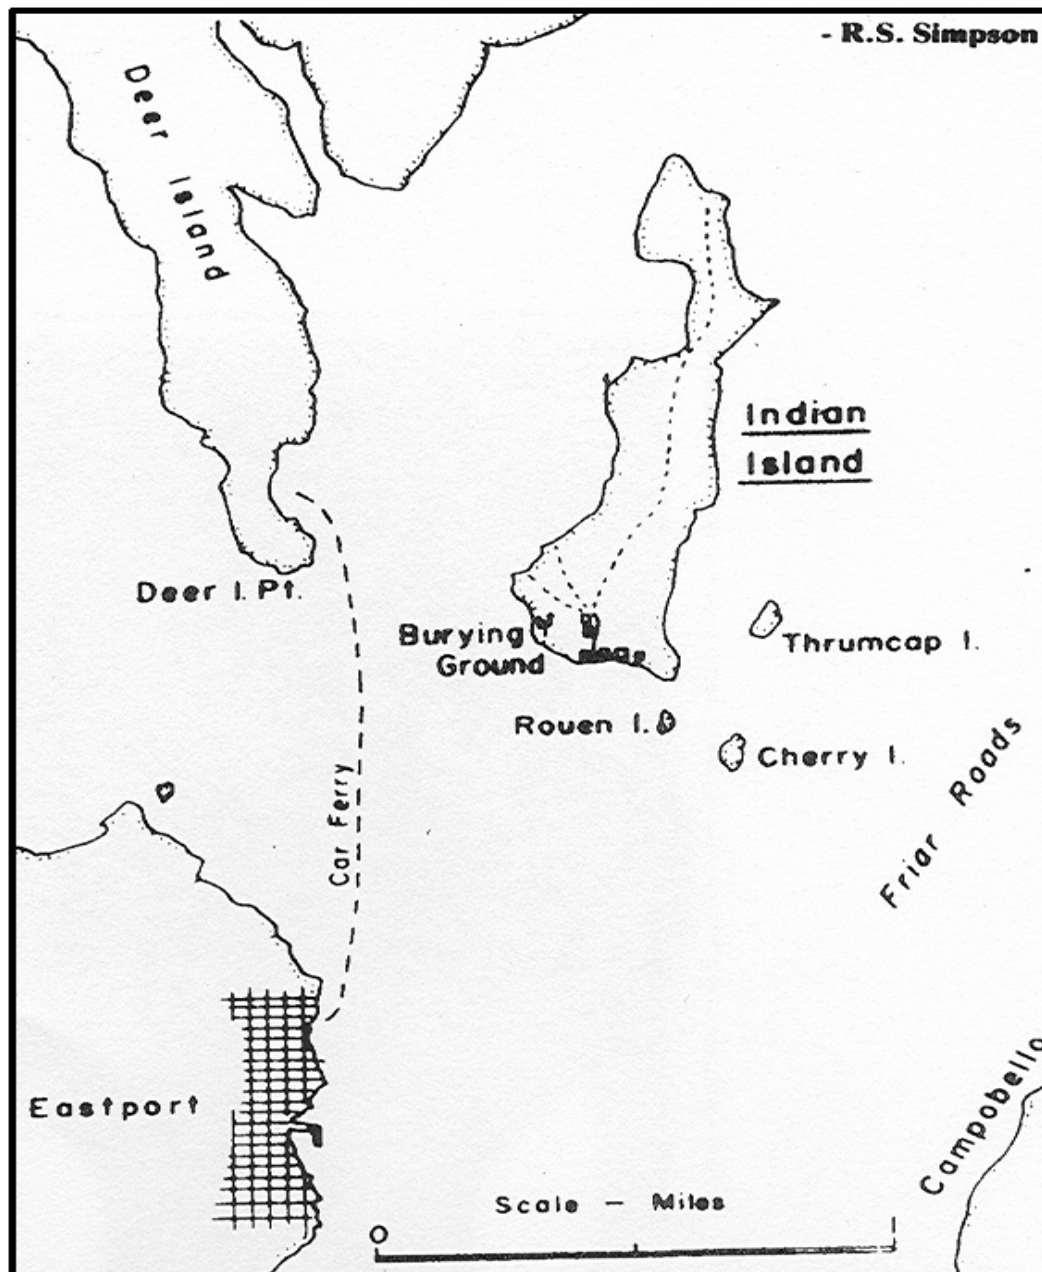 - R.S. Simpson
Deer Island
Indian
Island
Deer I. Pt.
Burying
Ground
Thrumcap I.
Rouen I.
Cherry I.
Friar Roads
Car Ferry
Eastport
Campobello
Scale – Miles
0 1